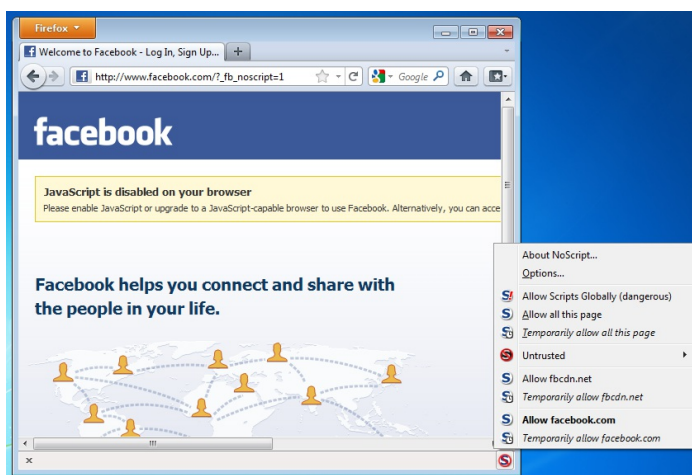 Firefox
Welcome to Facebook - Log In, Sign Up...
http://www.facebook.com/?_fb_noscript=1
Google
facebook
JavaScript is disabled on your browser
Please enable JavaScript or upgrade to a JavaScript-capable browser to use Facebook. Alternatively, you can acce
Facebook helps you connect and share with
the people in your life.
About NoScript...
Options...
Allow Scripts Globally (dangerous)
Allow all this page
Temporarily allow all this page
Untrusted
Allow fbcdn.net
Temporarily allow fbcdn.net
Allow facebook.com
Temporarily allow facebook.com